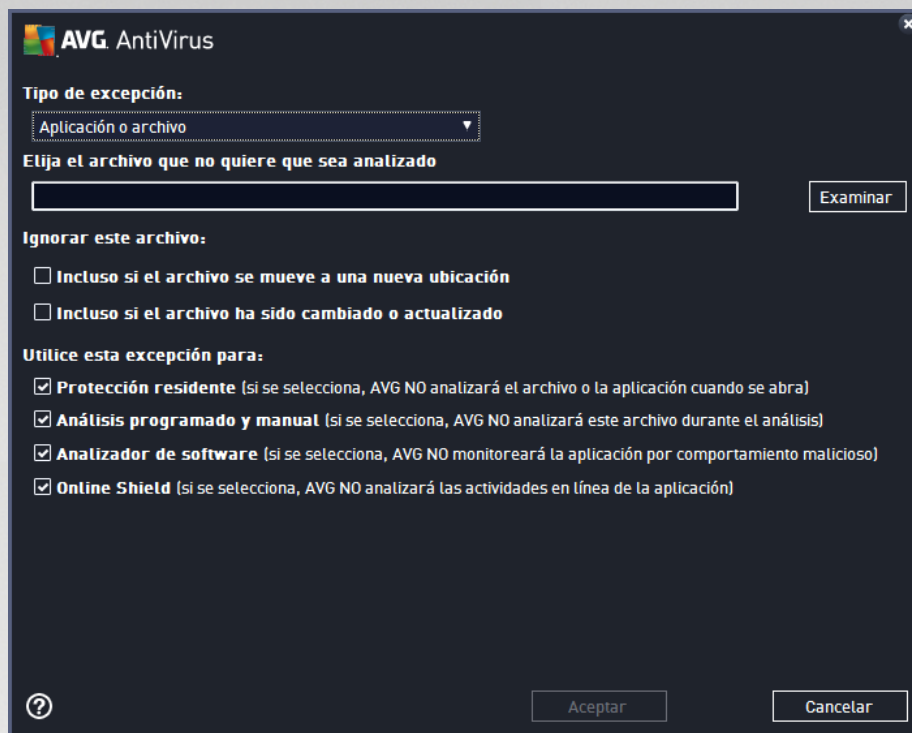 AVG. AntiVirus
Tipo de excepción:
Aplicación o archivo
Elija el archivo que no quiere que sea analizado
Examinar
Ignorar este archivo:
Incluso si el archivo se mueve a una nueva ubicación
Incluso si el archivo ha sido cambiado o actualizado
Utilice esta excepción para:
Protección residente (si se selecciona, AVG NO analizará el archivo o la aplicación cuando se abra)
Análisis programado y manual (si se selecciona, AVG NO analizará este archivo durante el análisis)
Analizador de software (si se selecciona, AVG NO monitoreará la aplicación por comportamiento malicioso)
Online Shield (si se selecciona, AVG NO analizará las actividades en línea de la aplicación)
?
Aceptar
Cancelar